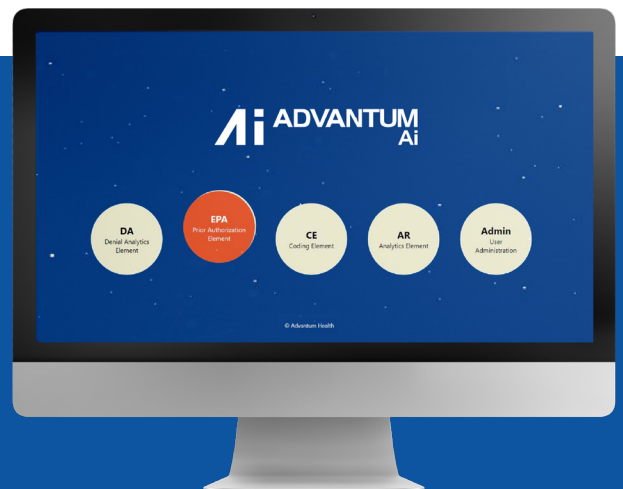 Ai ADVANTUM
Ai
DA
Denial Analytics
Element
EPA
Prior Authorization
Element
CE
Coding Element
AR
Analytics Element
Admin
User
Administration
© Advantum Health